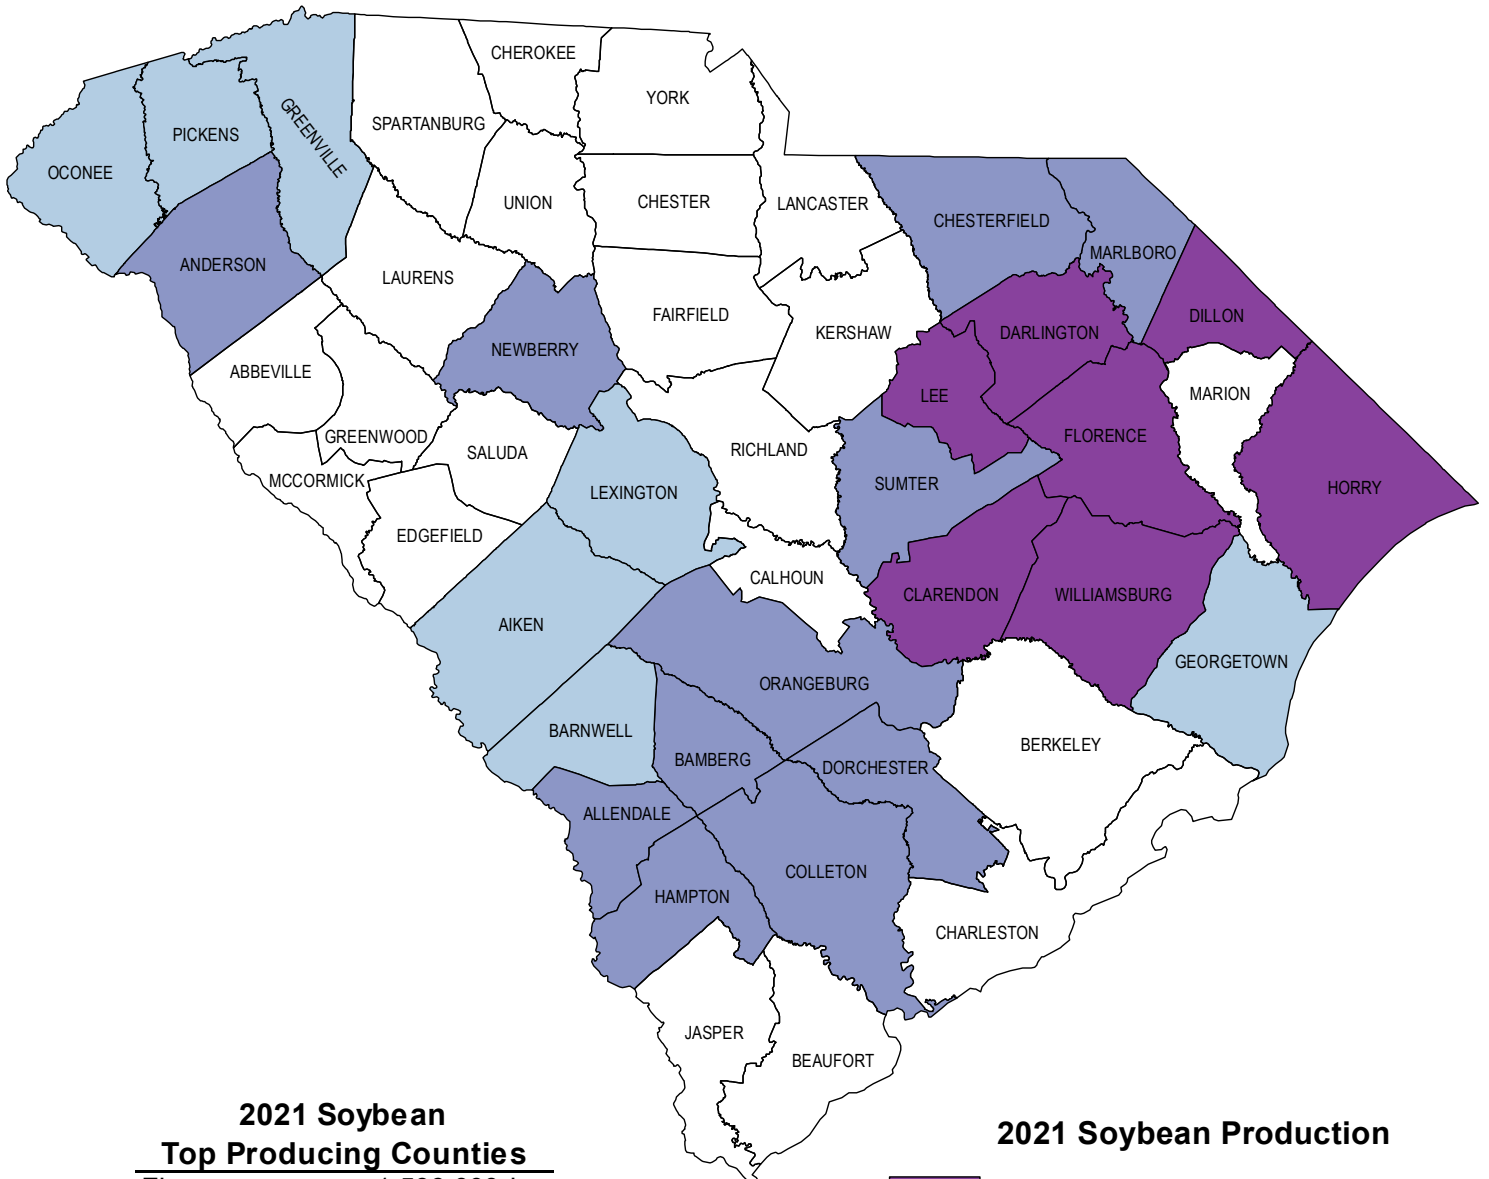 CHEROKEE
YORK
SPARTANBURG
GREENVILLE
PICKENS
OCONEE
UNION
CHESTER
LANCASTER
CHESTERFIELD
MARLBORO
ANDERSON
LAURENS
FAIRFIELD
KERSHAW
DARLINGTON
DILLON
NEWBERRY
ABBEVILLE
LEE
MARION
GREENWOOD
SALUDA
RICHLAND
FLORENCE
MCCORMICK
LEXINGTON
SUMTER
HORRY
EDGEFIELD
CALHOUN
CLARENDON
WILLIAMSBURG
AIKEN
GEORGETOWN
ORANGEBURG
BARNWELL
BAMBERG
DORCHESTER
BERKELEY
ALLENDALE
COLLETON
HAMPTON
CHARLESTON
JASPER
BEAUFORT
2021 Soybean
Top Producing Counties
2021 Soybean Production